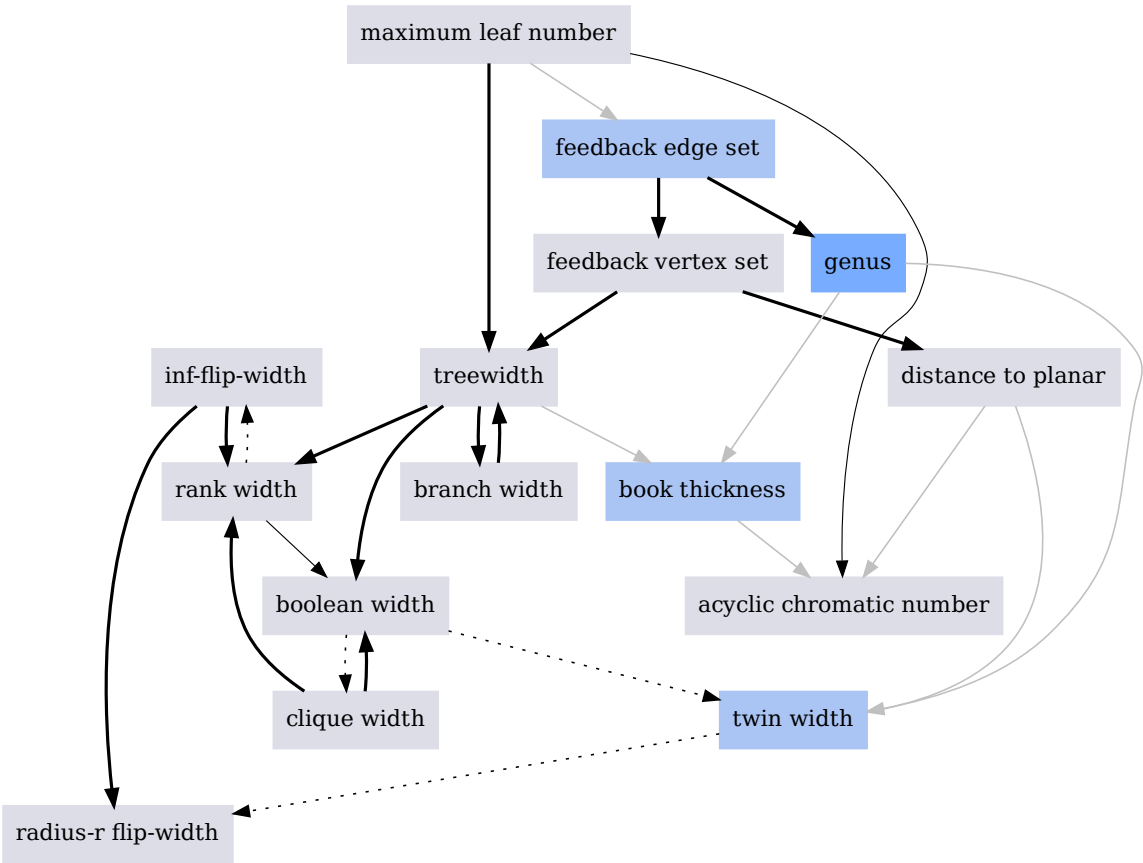 maximum leaf number
feedback edge set
feedback vertex set
genus
inf-flip-width
treewidth
distance to planar
rank width
branch width
book thickness
boolean width
acyclic chromatic number
clique width
twin width
radius-r flip-width